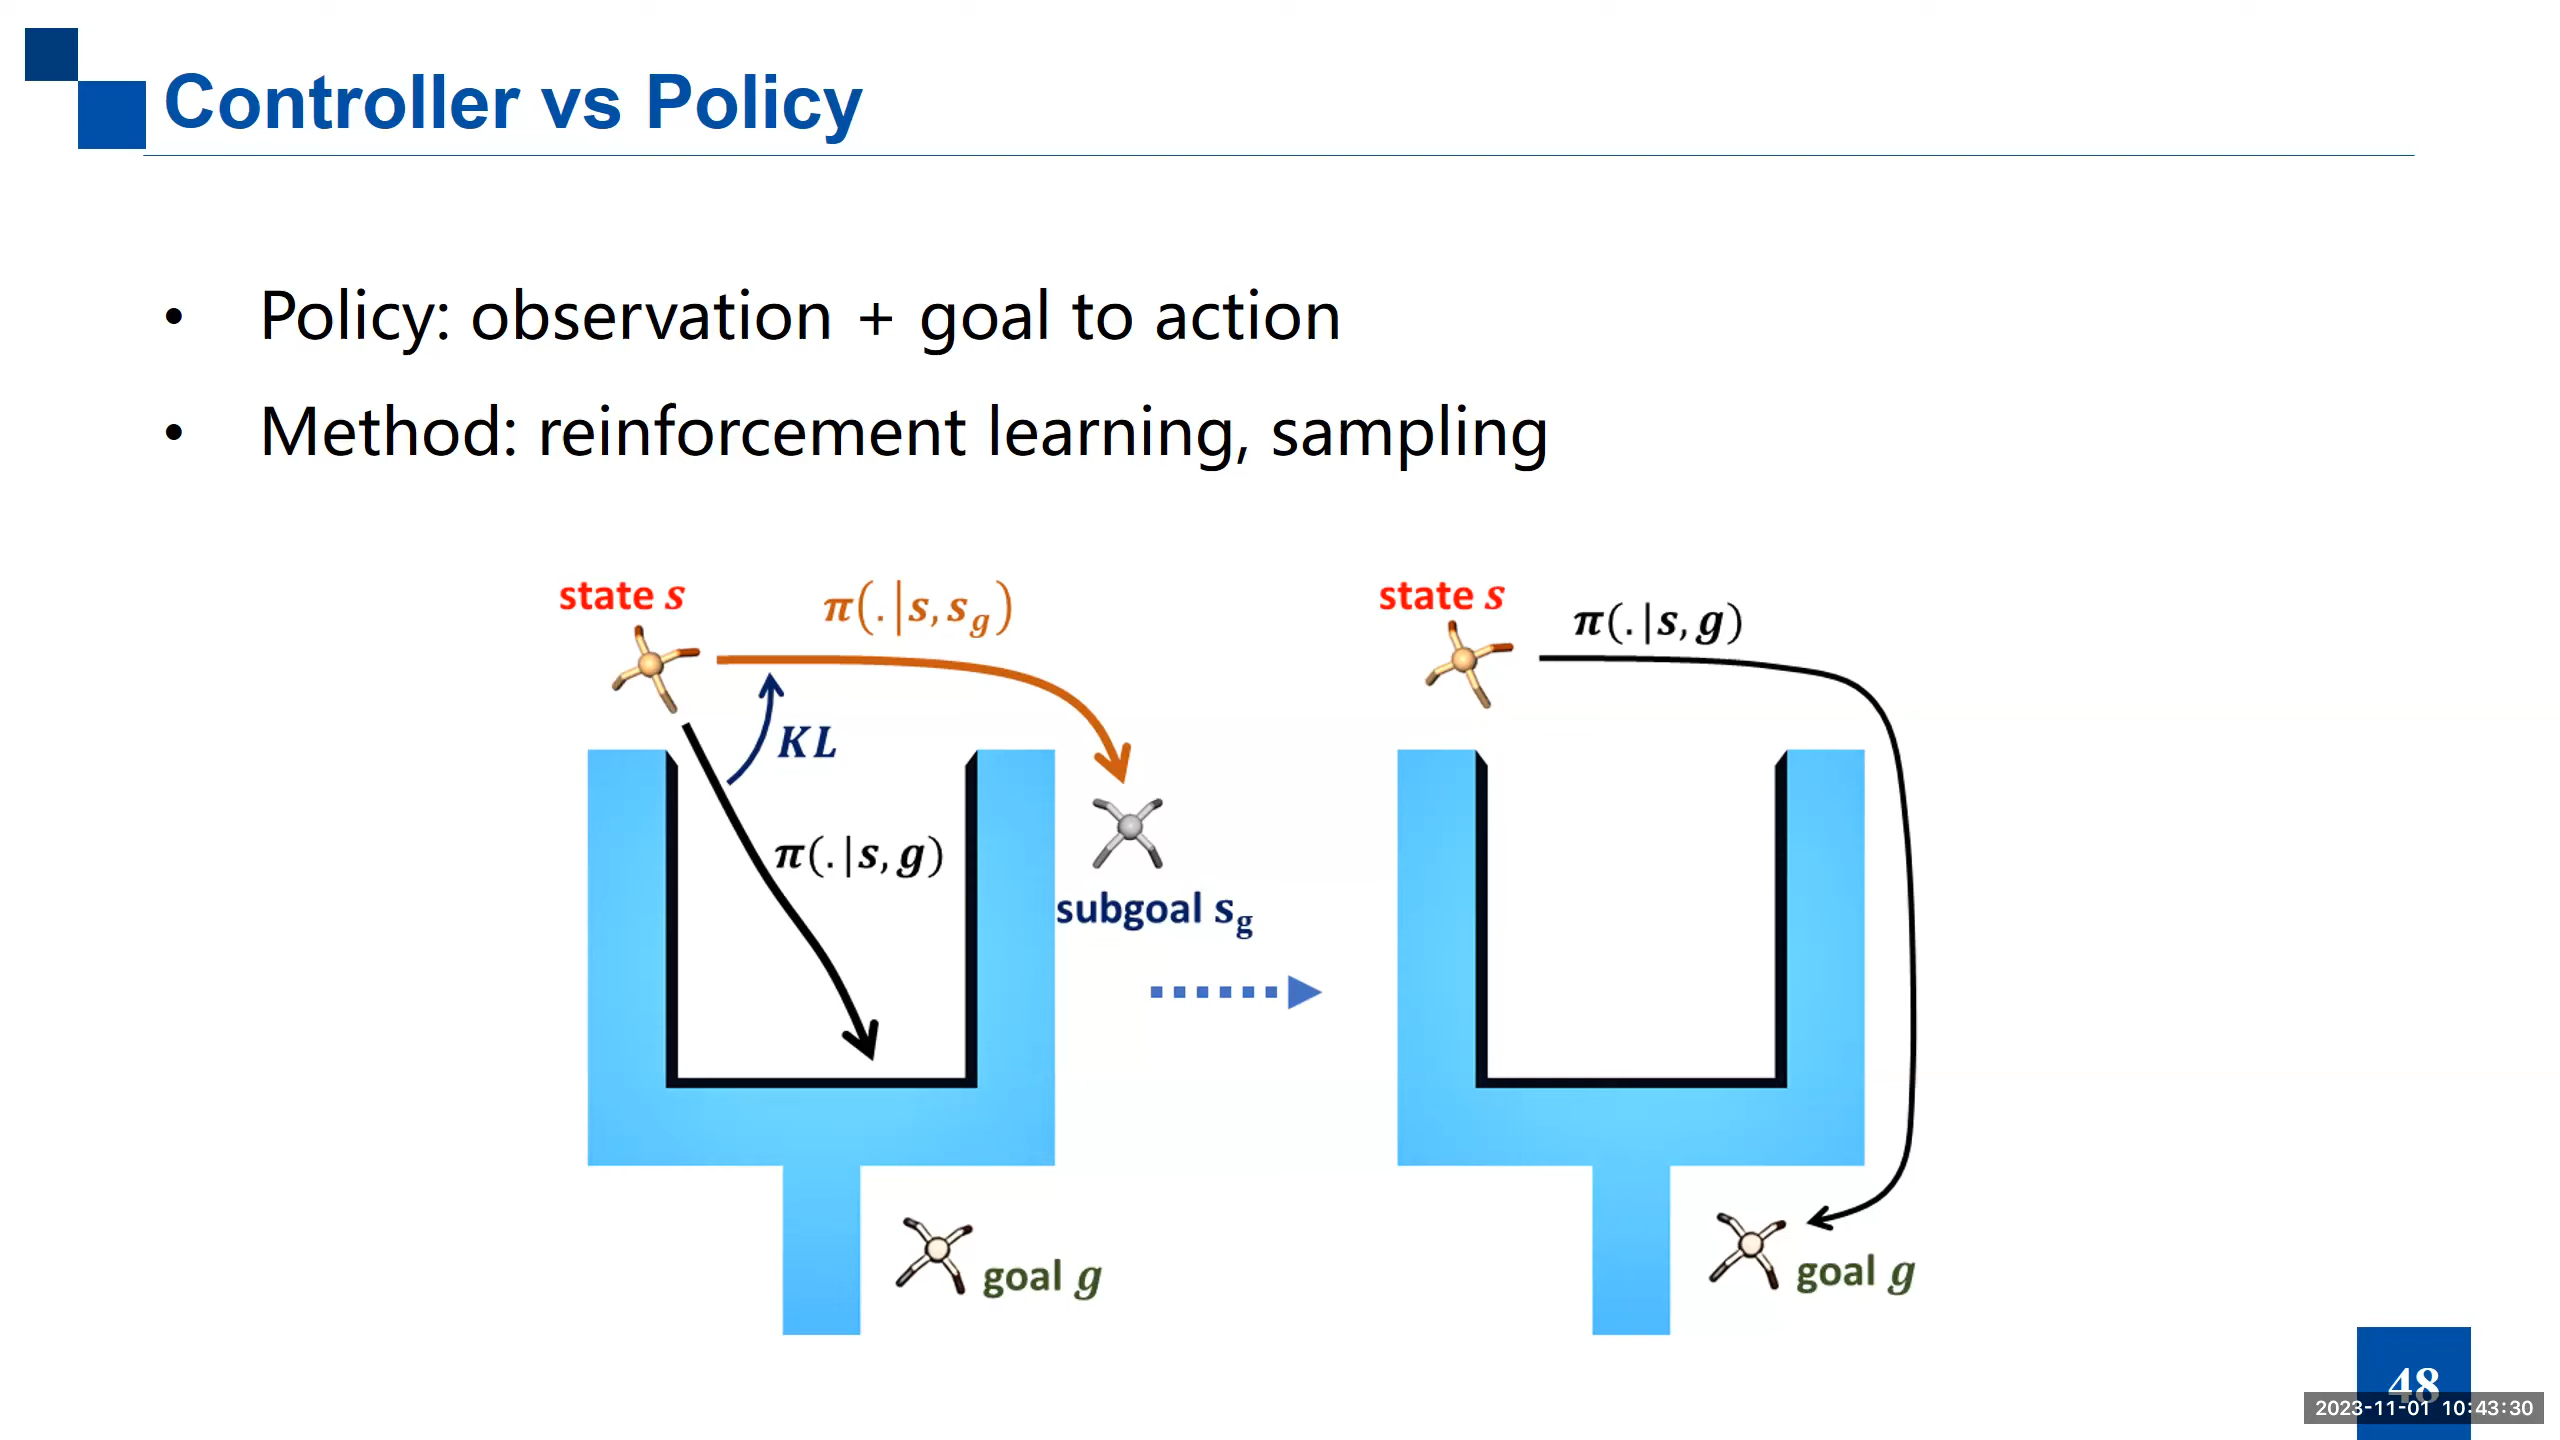 Controller vs Policy
• Policy: observation + goal to action
• Method: reinforcement learning, sampling
state s
π(.|s,s_g)
KL
π(.|s,g)
subgoal s_g
goal g
state s
π(.|s,g)
goal g
48
2023-11-01 10:43:30